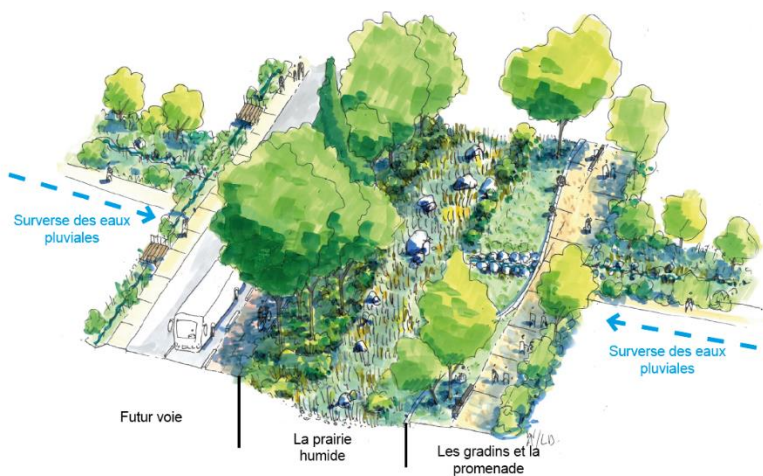 Surverse des eaux
pluviales
Surverse des eaux
pluviales
Futur voie
La prairie
humide
Les gradins et la
promenade